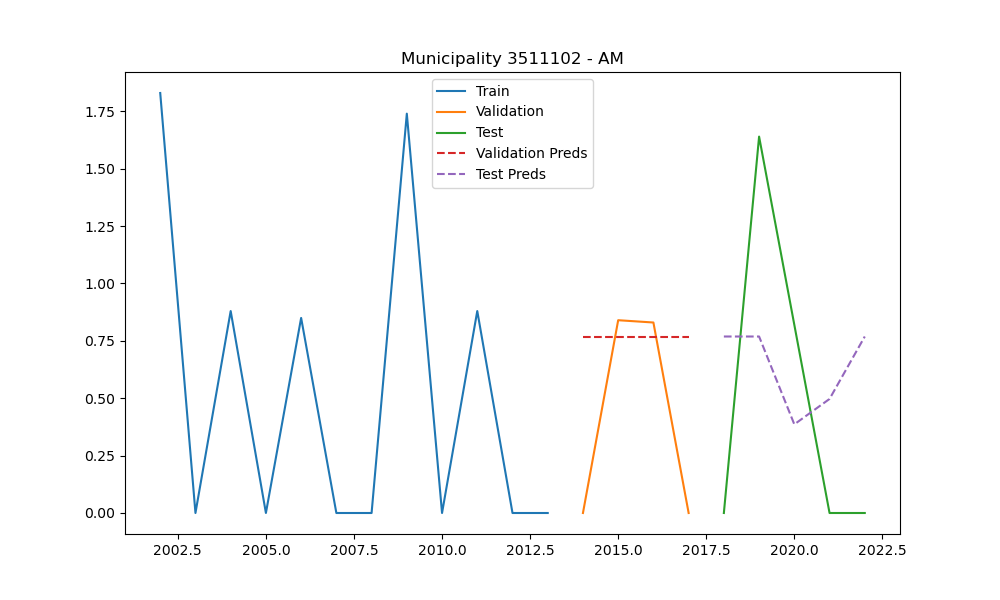 Municipality 3511102 - AM
Train
Validation
Test
Validation Preds
Test Preds
1.75
1.50
1.25
1.00
0.75
0.50
0.25
0.00
2002.5 2005.0 2007.5 2010.0 2012.5 2015.0 2017.5 2020.0 2022.5